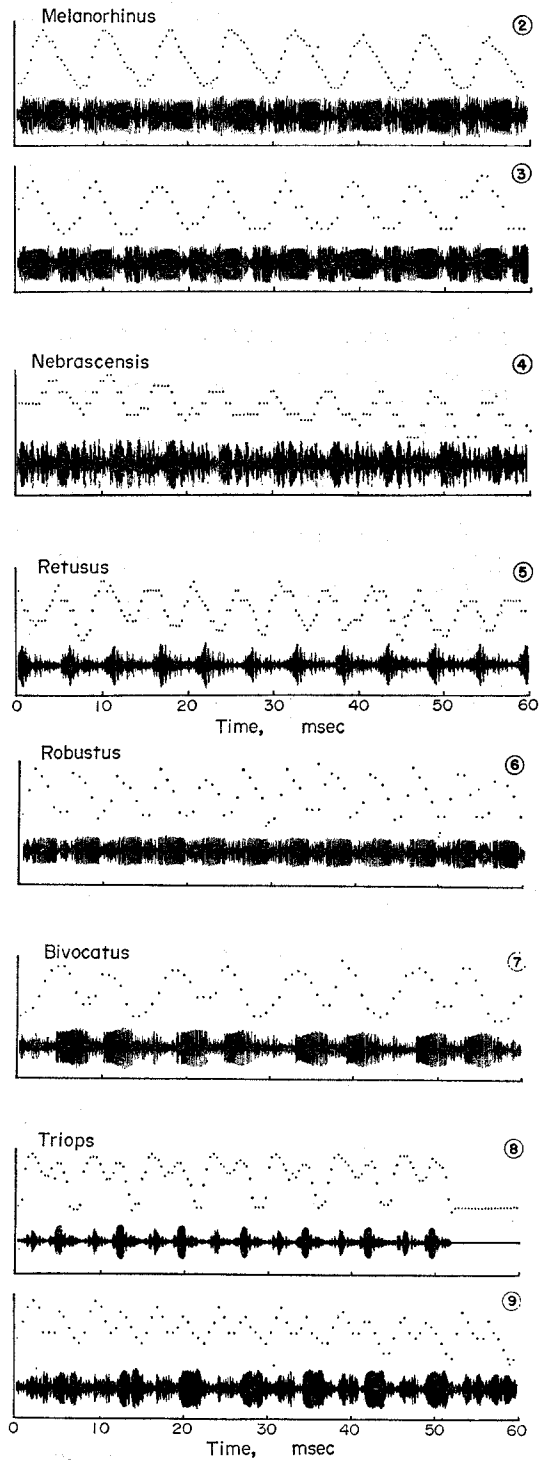 Melanorhinus ②
③
Nebrascensis ④
Retusus ⑤
0 10 20 30 40 50 60
Time, msec
Robustus ⑥
Bivocatus ⑦
Triops ⑧
⑨
0 10 20 30 40 50 60
Time, msec